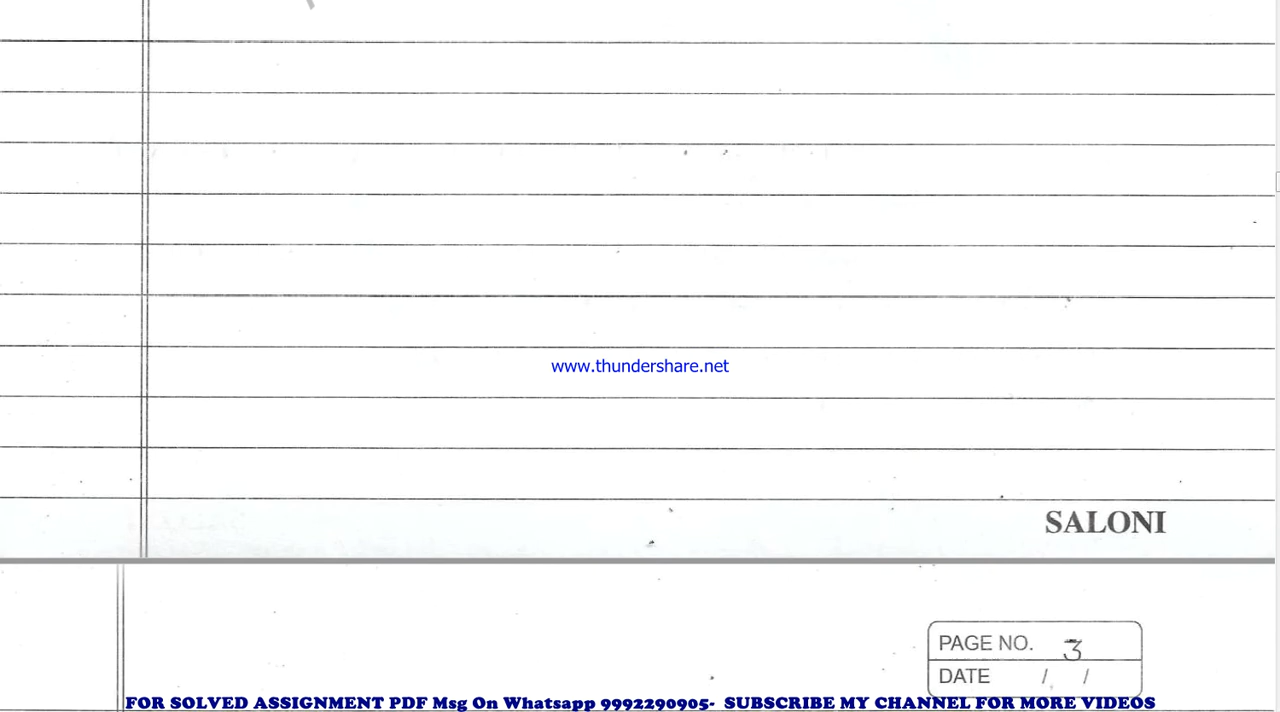 www.thundershare.net
SALONI
PAGE NO. 3
DATE / /
FOR SOLVED ASSIGNMENT PDF Msg On Whatsapp 9992290905- SUBSCRIBE MY CHANNEL FOR MORE VIDEOS